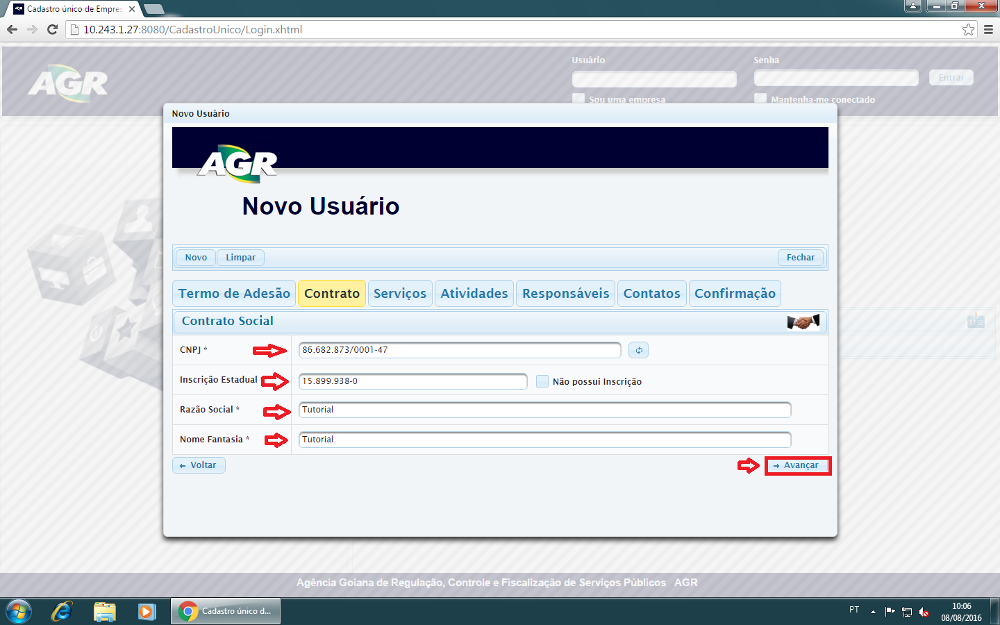 Cadastro único de Empres
10.243.1.27:8080/CadastroUnico/Login.xhtml
AGR
Usuário
Senha
Entrar
Sou uma empresa
Mantenha-me conectado
Novo Usuário
AGR
Novo Usuário
Novo
Limpar
Fechar
Termo de Adesão
Contrato
Serviços
Atividades
Responsáveis
Contatos
Confirmação
Contrato Social
CNPJ *
86.682.873/0001-47
Inscrição Estadual
15.899.938-0
Não possui Inscrição
Razão Social *
Tutorial
Nome Fantasia *
Tutorial
Voltar
Avançar
Agência Goiana de Regulação, Controle e Fiscalização de Serviços Públicos AGR
Cadastro único d...
PT
10:06
08/08/2016